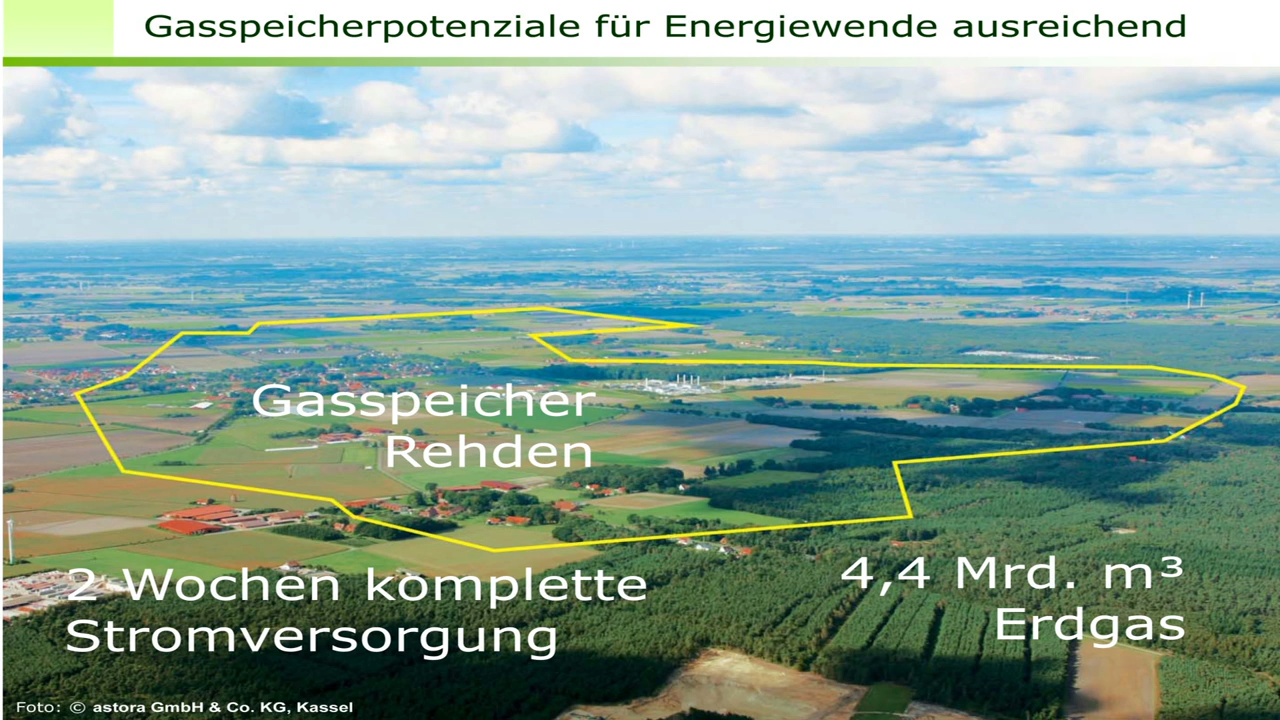 Gasspeicherpotenziale für Energiewende ausreichend
Gasspeicher
Rehden
2 Wochen komplette
Stromversorgung
4,4 Mrd. m³
Erdgas
Foto: © astora GmbH & Co. KG, Kassel